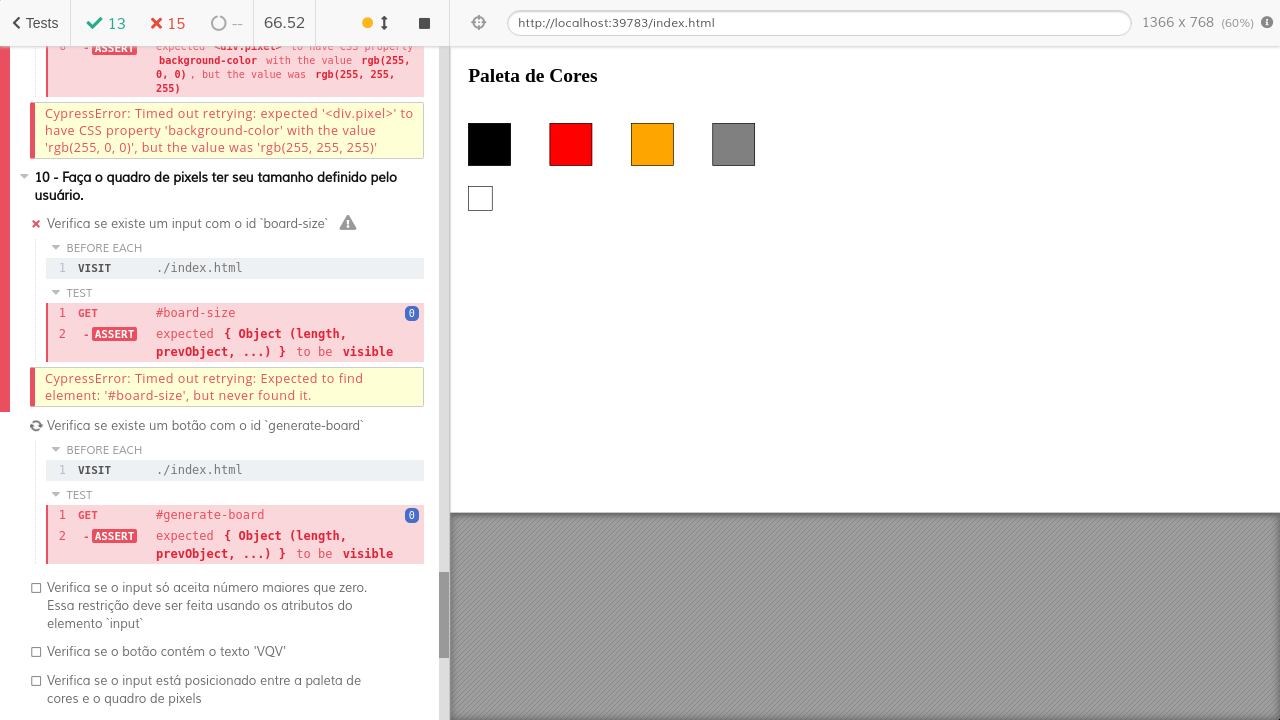 Tests 13 15 -- 66.52 http://localhost:39783/index.html 1366 x 768 (60%)
6 - ASSERT expected <div.pixel> to have CSS property
background-color with the value rgb(255,
0, 0) , but the value was rgb(255, 255,
255)
CypressError: Timed out retrying: expected '<div.pixel>' to
have CSS property 'background-color' with the value
'rgb(255, 0, 0)', but the value was 'rgb(255, 255, 255)'
10 - Faça o quadro de pixels ter seu tamanho definido pelo
usuário.
Verifica se existe um input com o id `board-size`
BEFORE EACH
1 VISIT ./index.html
TEST
1 GET #board-size 0
2 - ASSERT expected { Object (length,
prevObject, ...) } to be visible
CypressError: Timed out retrying: Expected to find
element: '#board-size', but never found it.
Verifica se existe um botão com o id `generate-board`
BEFORE EACH
1 VISIT ./index.html
TEST
1 GET #generate-board 0
2 - ASSERT expected { Object (length,
prevObject, ...) } to be visible
Verifica se o input só aceita número maiores que zero.
Essa restrição deve ser feita usando os atributos do
elemento `input`
Verifica se o botão contém o texto 'VQV'
Verifica se o input está posicionado entre a paleta de
cores e o quadro de pixels
Paleta de Cores